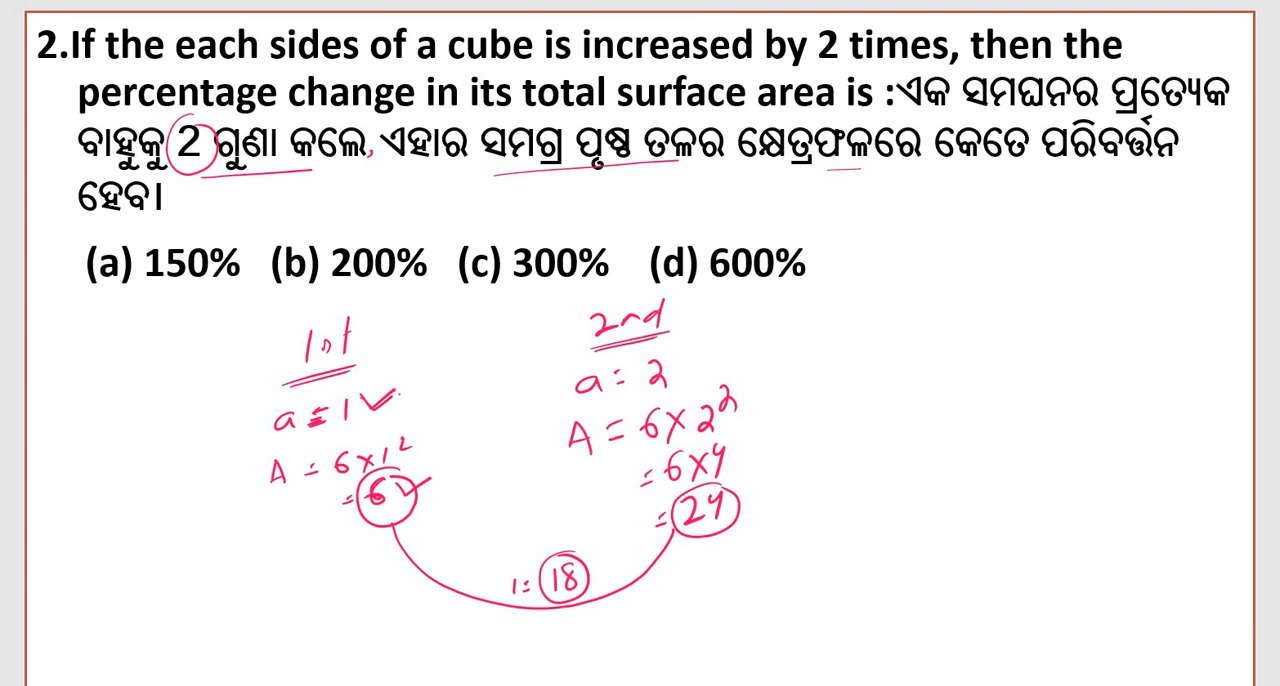 2.If the each sides of a cube is increased by 2 times, then the
percentage change in its total surface area is :ଏକ ସମଘନର ପ୍ରତ୍ୟେକ
ବାହୁକୁ 2 ଗୁଣା କଲେ, ଏହାର ସମଗ୍ର ପୃଷ୍ଠ ତଳର କ୍ଷେତ୍ରଫଳରେ କେତେ ପରିବର୍ତ୍ତନ
ହେବ।
(a) 150% (b) 200% (c) 300% (d) 600%
1st 2nd
a = 1 a = 2
A = 6×1² A = 6×2²
= 6 = 6×4
= 24
1= 18